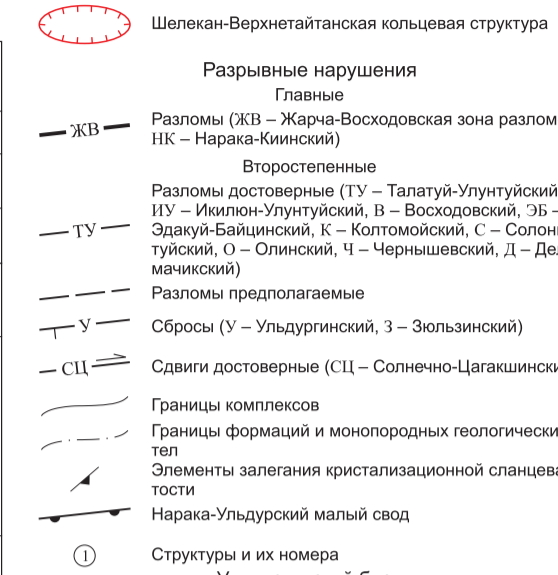 Шелекан-Верхнетайтанская кольцевая структура
Разрывные нарушения
Главные
ЖВ
Разломы (ЖВ – Жарча-Восходовская зона разлом
НК – Нарака-Киинский)
Второстепенные
Разломы достоверные (ТУ – Талатуй-Улунтуйский
ИУ – Икилюн-Улунтуйский, В – Восходовский, ЭБ –
ТУ
Эдакуй-Байцинский, К – Колтомойский, С – Солон
туйский, О – Олинский, Ч – Чернышевский, Д – Де
мачикский)
Разломы предполагаемые
У
Сбросы (У – Ульдургинский, З – Зюльзинский)
СЦ
Сдвиги достоверные (СЦ – Солнечно-Цагакшинск
Границы комплексов
Границы формаций и монопородных геологически
тел
Элементы залегания кристализационной сланцев
тости
Нарака-Ульдурский малый свод
1
Структуры и их номера